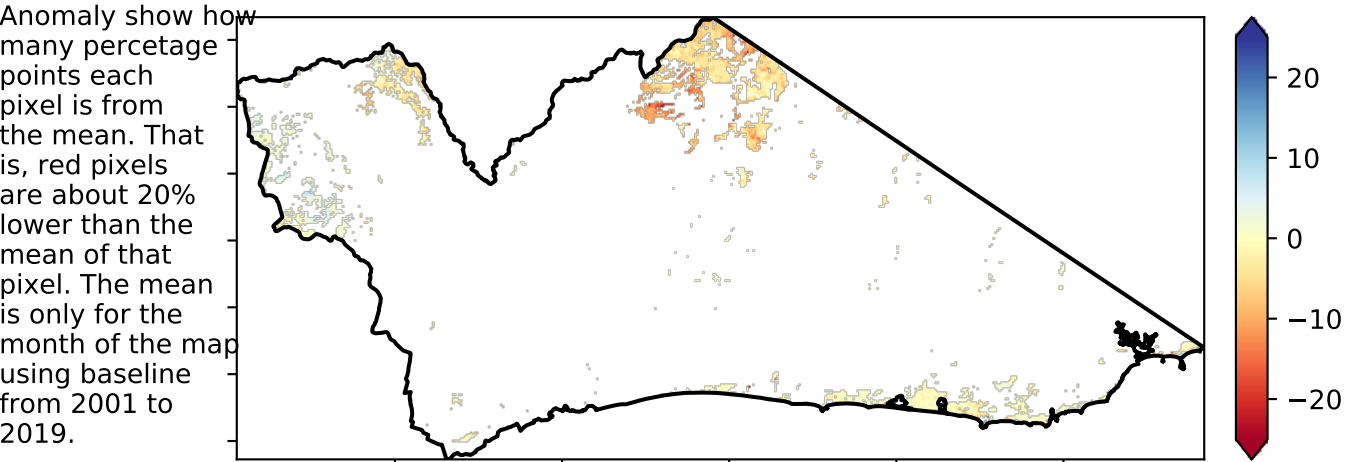 Anomaly show how
many percetage
points each
pixel is from
the mean. That
is, red pixels
are about 20%
lower than the
mean of that
pixel. The mean
is only for the
month of the map
using baseline
from 2001 to
2019.
20
10
0
−10
−20